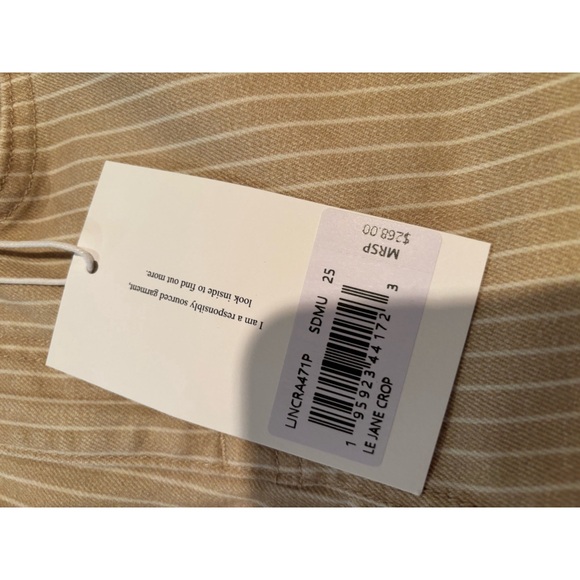 I am a responsibly sourced garment,
look inside to find out more.
LJNCRA471P SDMU 25
1 95923 44172 3
LE JANE CROP
MRSP
$268.00